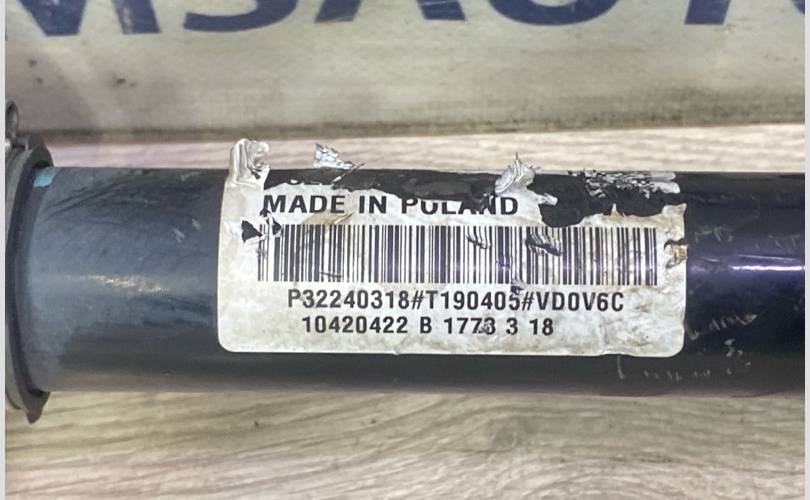 MADE IN POLAND
P32240318#T190405#VD0V6C
10420422 B 1773 3 18